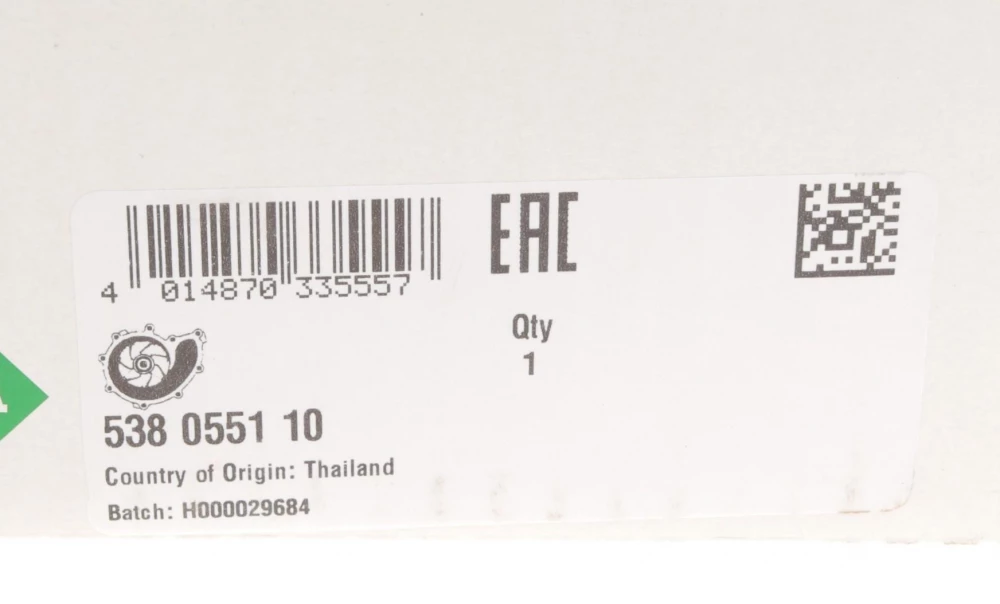 EAC
4 014870 335557
Qty
1
538 0551 10
Country of Origin: Thailand
Batch: H000029684